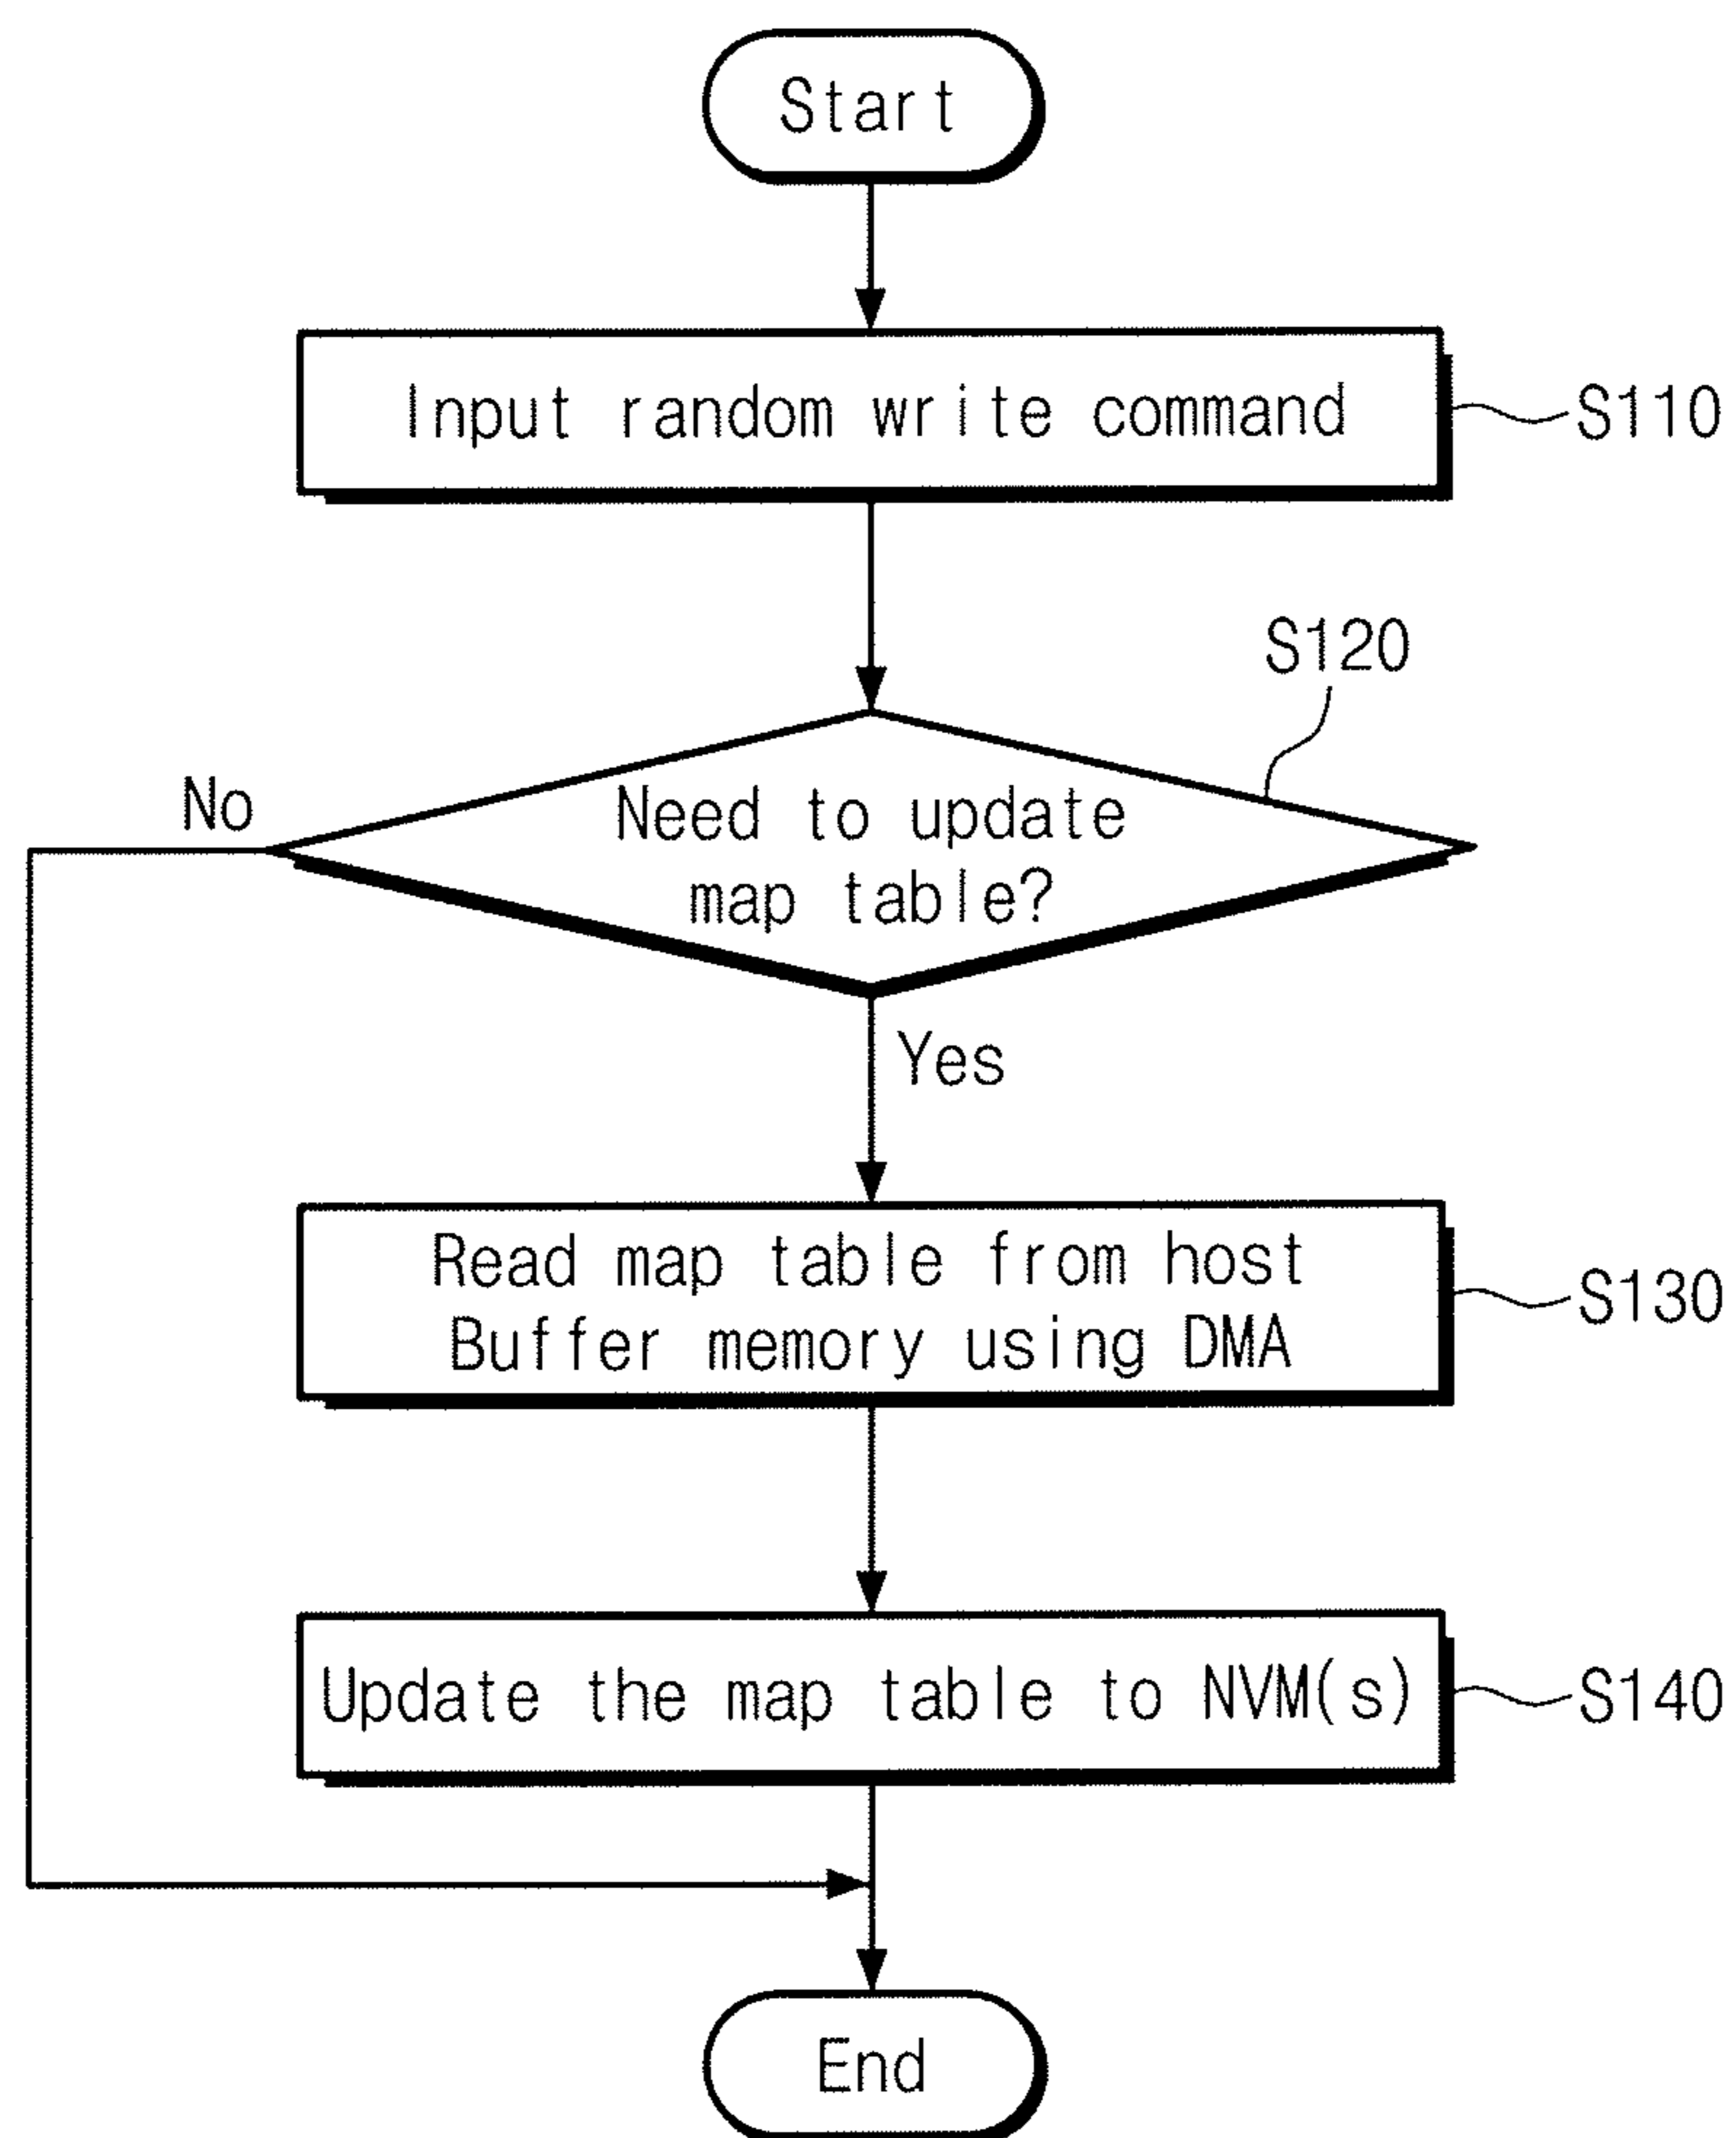 Start
Input random write command
S110
S120
No
Need to update
map table?
Yes
Read map table from host
Buffer memory using DMA
S130
Update the map table to NVM(s)
S140
End